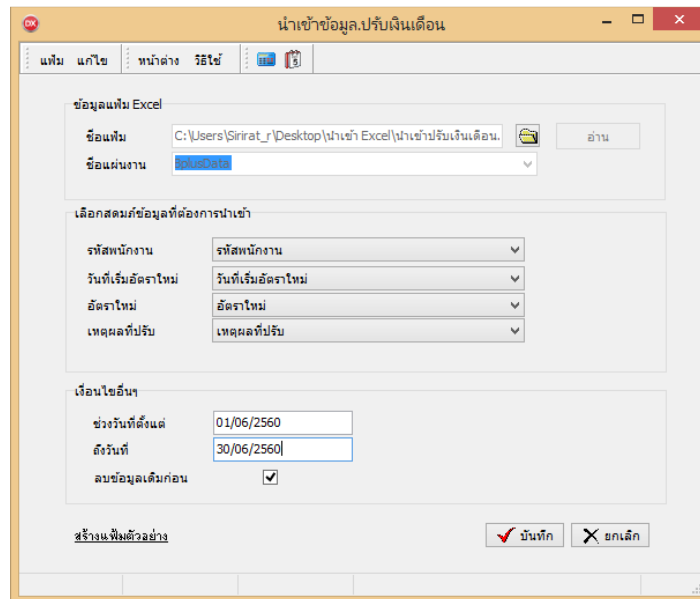 นำเข้าข้อมูล.ปรับเงินเดือน
แฟ้ม แก้ไข หน้าต่าง วิธีใช้
ข้อมูลแฟ้ม Excel
ชื่อแฟ้ม C:\Users\Sirirat_r\Desktop\นำเข้า Excel\นำเข้าปรับเงินเดือน. อ่าน
ชื่อแผ่นงาน BplusData
เลือกสดมภ์ข้อมูลที่ต้องการนำเข้า
รหัสพนักงาน รหัสพนักงาน
วันที่เริ่มอัตราใหม่ วันที่เริ่มอัตราใหม่
อัตราใหม่ อัตราใหม่
เหตุผลที่ปรับ เหตุผลที่ปรับ
เงื่อนไขอื่นๆ
ช่วงวันที่ตั้งแต่ 01/06/2560
ถึงวันที่ 30/06/2560
ลบข้อมูลเดิมก่อน
สร้างแฟ้มตัวอย่าง บันทึก ยกเลิก